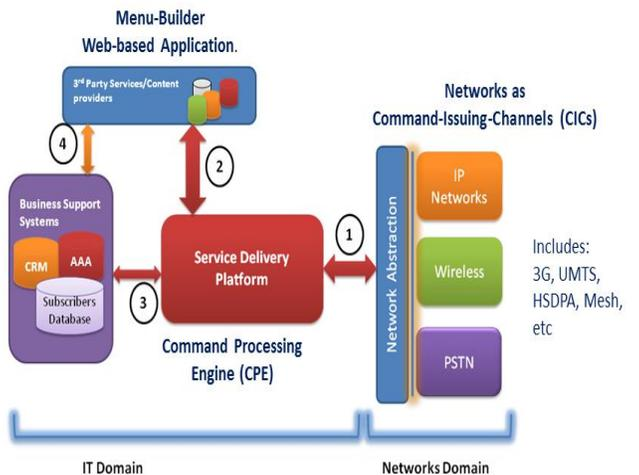 Menu-Builder
Web-based Application.
3rd Party Services/Content
providers
Networks as
Command-Issuing-Channels (CICs)
4
2
Business Support
Systems
CRM
AAA
Subscribers
Database
3
Service Delivery
Platform
1
Network Abstraction
IP
Networks
Wireless
PSTN
Includes:
3G, UMTS,
HSDPA, Mesh,
etc
Command Processing
Engine (CPE)
IT Domain
Networks Domain